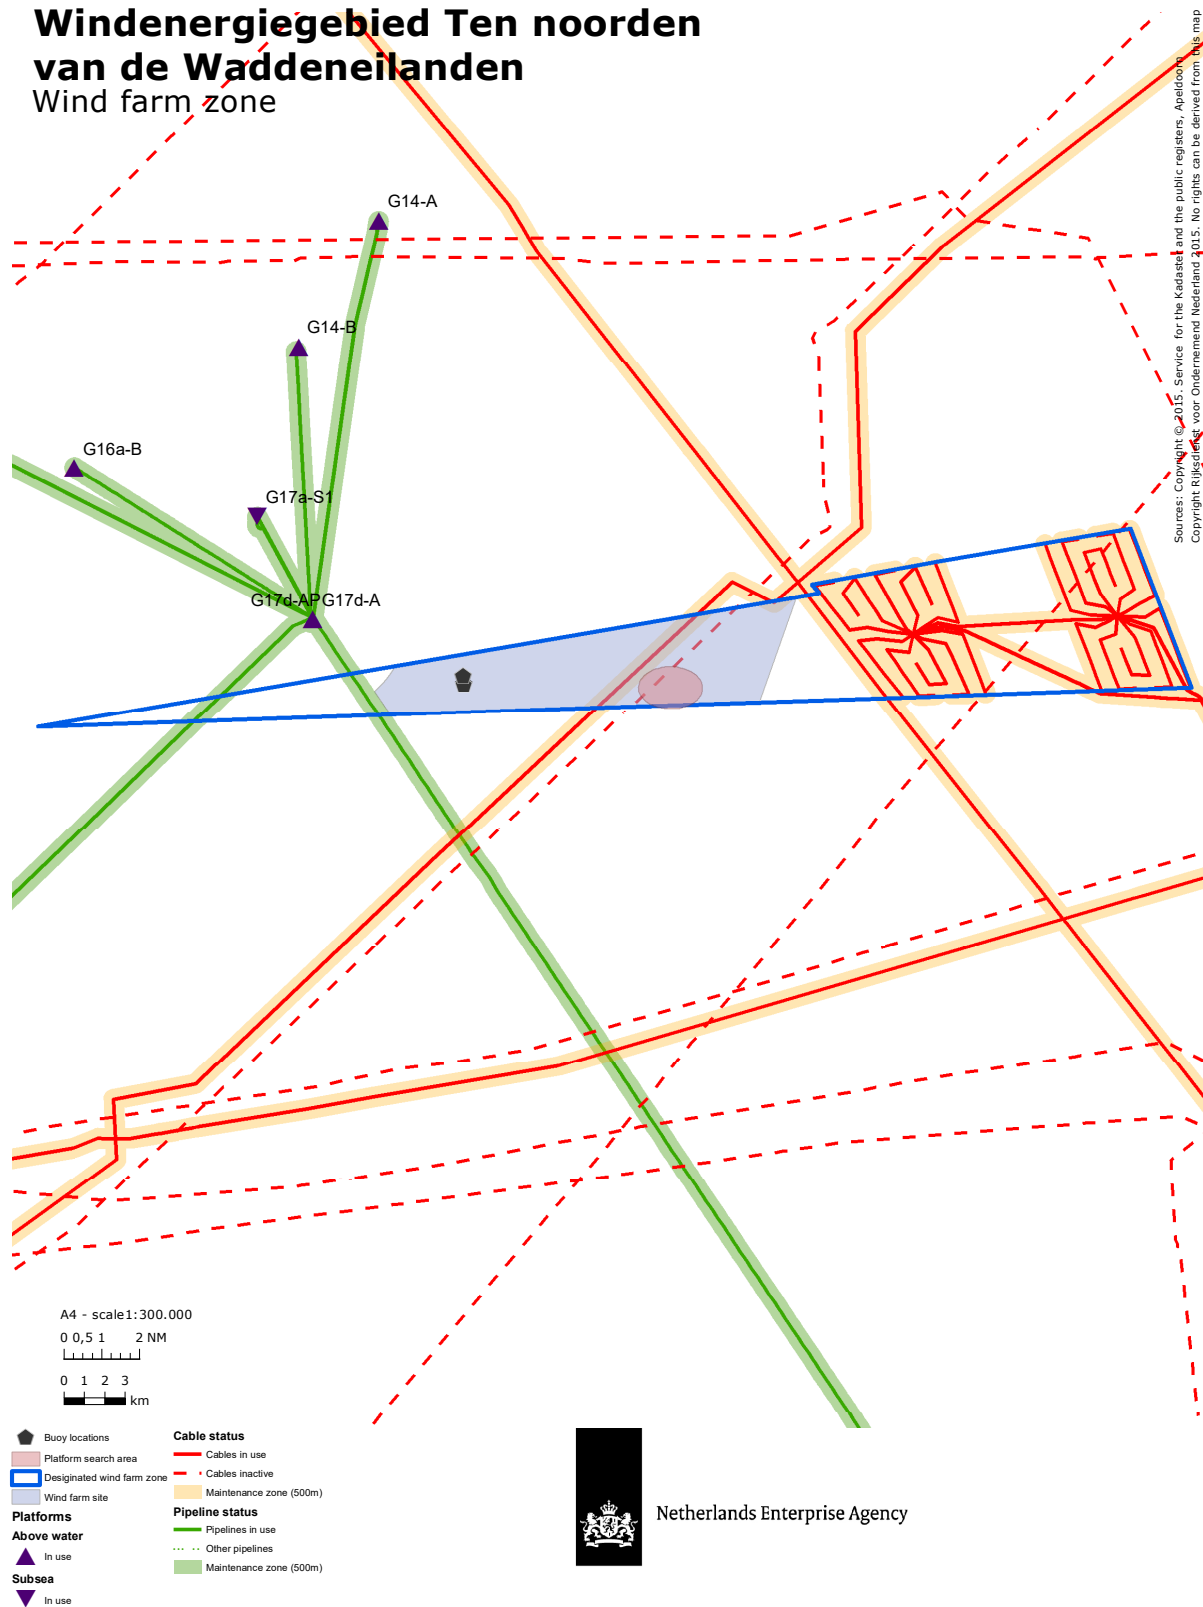 Windenergiegebied Ten noorden
van de Waddeneilanden
Wind farm zone
Sources: Copyright © 2015. Service for the Kadaster and the public registers, Apeldoorn
Copyright Rijksdienst voor Ondernemend Nederland 2015. No rights can be derived from this map
G14-A
G14-B
G16a-B
G17a-S1
G17d-AP G17d-A
A4 - scale1:300.000
0 0,5 1 2 NM
0 1 2 3
km
Buoy locations
Platform search area
Desiginated wind farm zone
Wind farm site
Platforms
Above water
In use
Subsea
In use
Cable status
Cables in use
Cables inactive
Maintenance zone (500m)
Pipeline status
Pipelines in use
Other pipelines
Maintenance zone (500m)
Netherlands Enterprise Agency